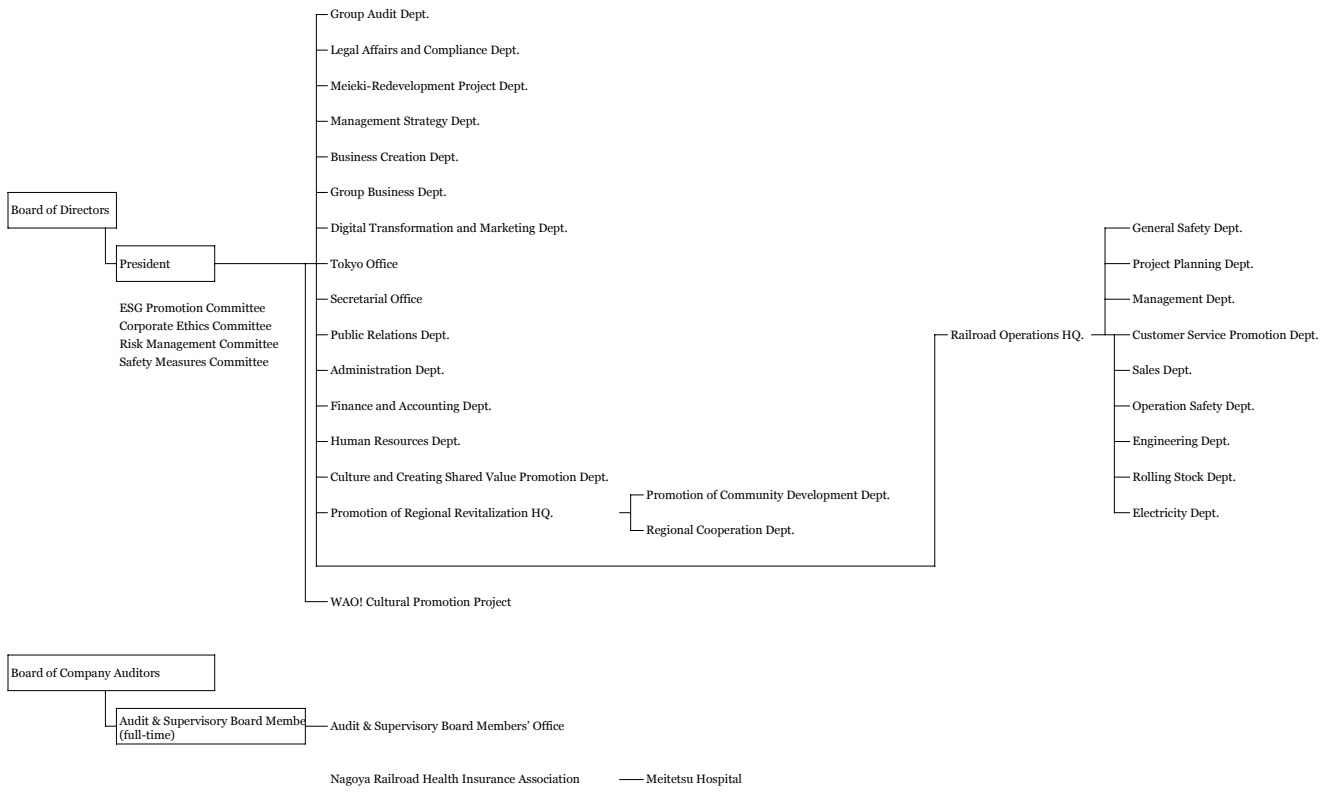 Group Audit Dept.
Legal Affairs and Compliance Dept.
Meieki-Redevelopment Project Dept.
Management Strategy Dept.
Business Creation Dept.
Group Business Dept.
Board of Directors
Digital Transformation and Marketing Dept.
General Safety Dept.
President
Tokyo Office
Project Planning Dept.
Secretarial Office
Management Dept.
ESG Promotion Committee
Corporate Ethics Committee
Risk Management Committee
Safety Measures Committee
Public Relations Dept.
Railroad Operations HQ.
Customer Service Promotion Dept.
Administration Dept.
Sales Dept.
Finance and Accounting Dept.
Operation Safety Dept.
Human Resources Dept.
Engineering Dept.
Culture and Creating Shared Value Promotion Dept.
Rolling Stock Dept.
Promotion of Community Development Dept.
Promotion of Regional Revitalization HQ.
Electricity Dept.
Regional Cooperation Dept.
WAO! Cultural Promotion Project
Board of Company Auditors
Audit & Supervisory Board Membe
(full-time)
Audit & Supervisory Board Members’ Office
Nagoya Railroad Health Insurance Association
Meitetsu Hospital